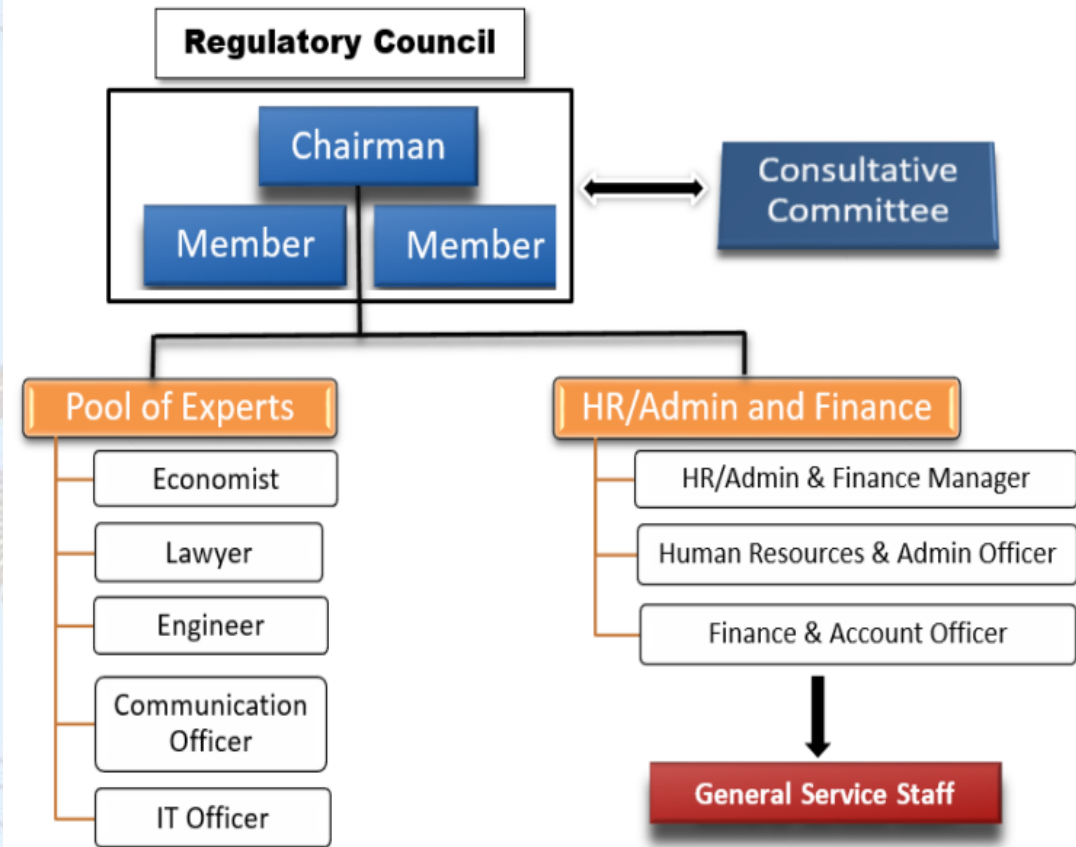 Regulatory Council
Chairman
Member
Member
Consultative
Committee
Pool of Experts
Economist
Lawyer
Engineer
Communication
Officer
IT Officer
HR/Admin and Finance
HR/Admin & Finance Manager
Human Resources & Admin Officer
Finance & Account Officer
General Service Staff